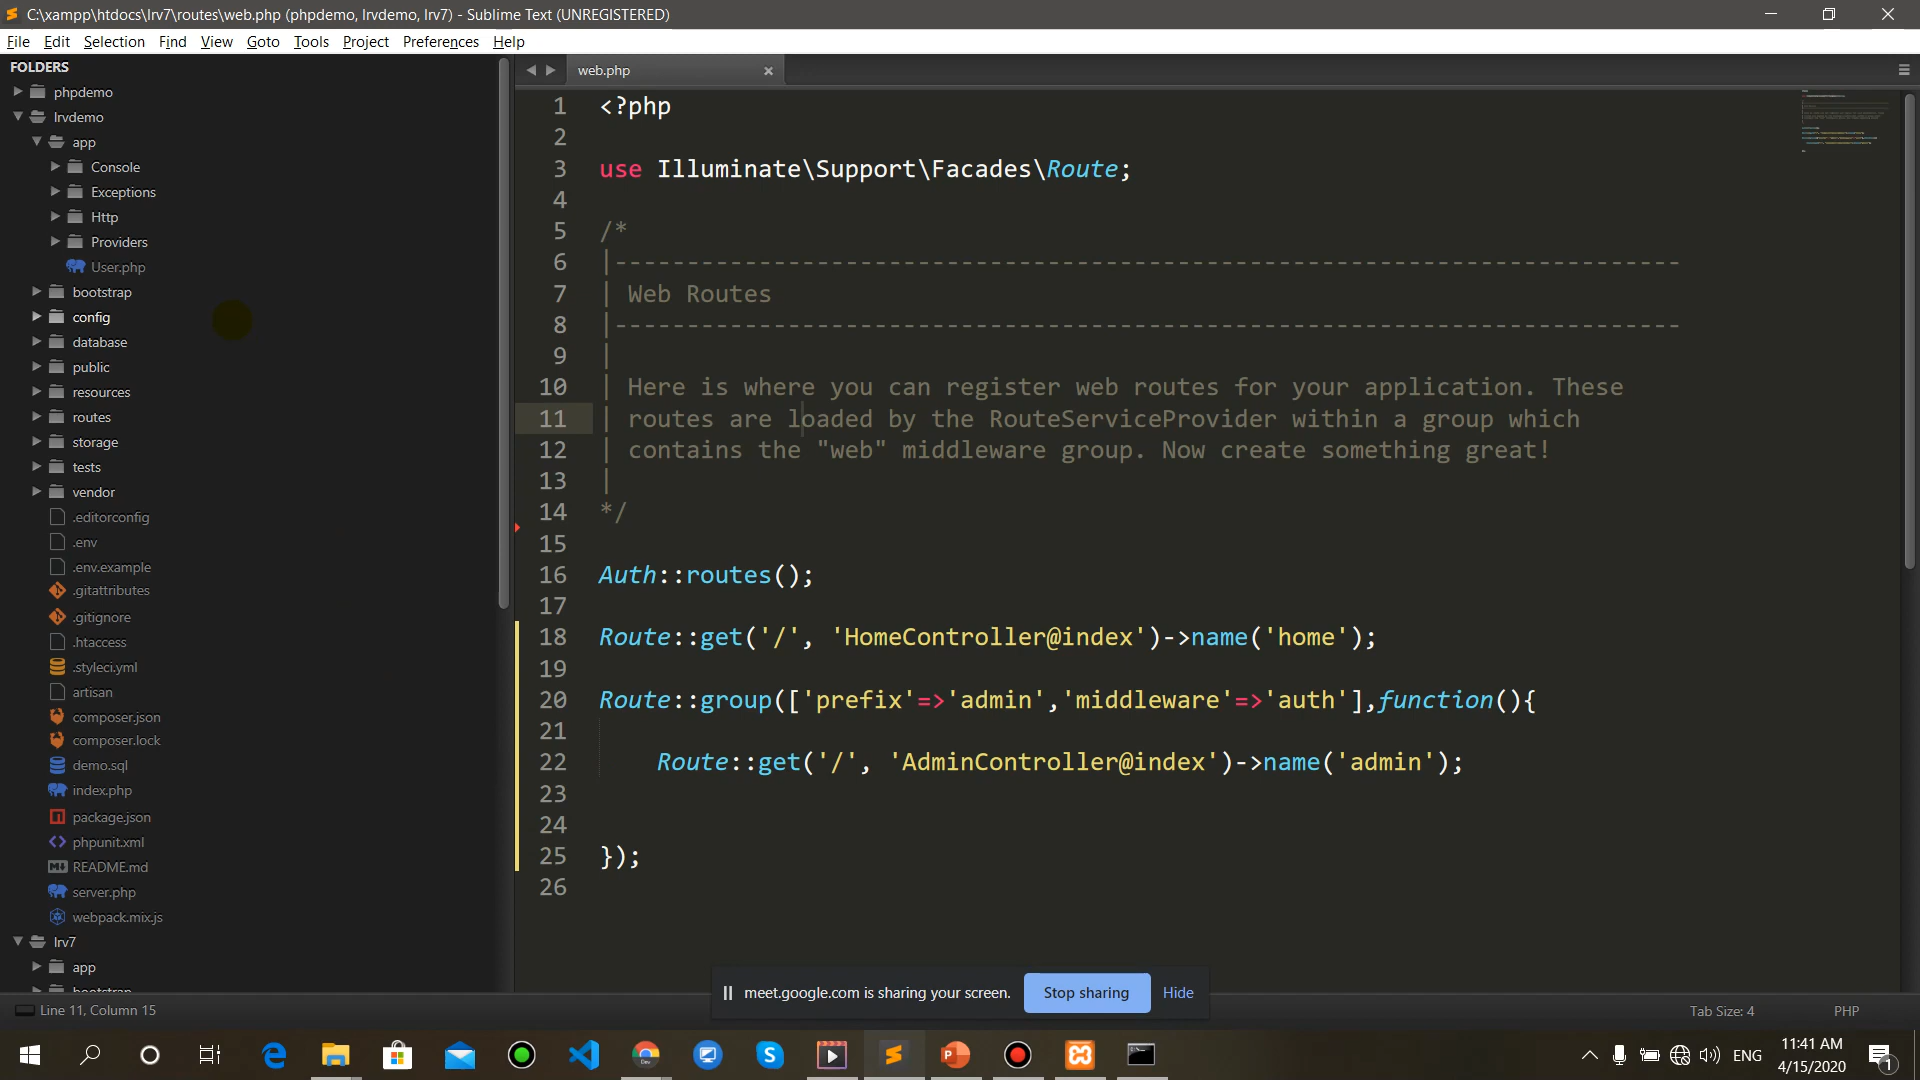 C:\xampp\htdocs\lrv7\routes\web.php (phpdemo, lrvdemo, lrv7) - Sublime Text (UNREGISTERED)
File Edit Selection Find View Goto Tools Project Preferences Help
FOLDERS
phpdemo
lrvdemo
app
Console
Exceptions
Http
Providers
User.php
bootstrap
config
database
public
resources
routes
storage
tests
vendor
.editorconfig
.env
.env.example
.gitattributes
.gitignore
.htaccess
.styleci.yml
artisan
composer.json
composer.lock
demo.sql
index.php
package.json
phpunit.xml
README.md
server.php
webpack.mix.js
lrv7
app
bootstrap
web.php
1 <?php
2
3 use Illuminate\Support\Facades\Route;
4
5 /*
6 |--------------------------------------------------------------------------
7 | Web Routes
8 |--------------------------------------------------------------------------
9 |
10 | Here is where you can register web routes for your application. These
11 | routes are loaded by the RouteServiceProvider within a group which
12 | contains the "web" middleware group. Now create something great!
13 |
14 */
15
16 Auth::routes();
17
18 Route::get('/', 'HomeController@index')->name('home');
19
20 Route::group(['prefix'=>'admin','middleware'=>'auth'],function(){
21
22 Route::get('/', 'AdminController@index')->name('admin');
23
24
25 });
26
meet.google.com is sharing your screen. Stop sharing Hide
Line 11, Column 15
Tab Size: 4
PHP
ENG
11:41 AM
4/15/2020
1